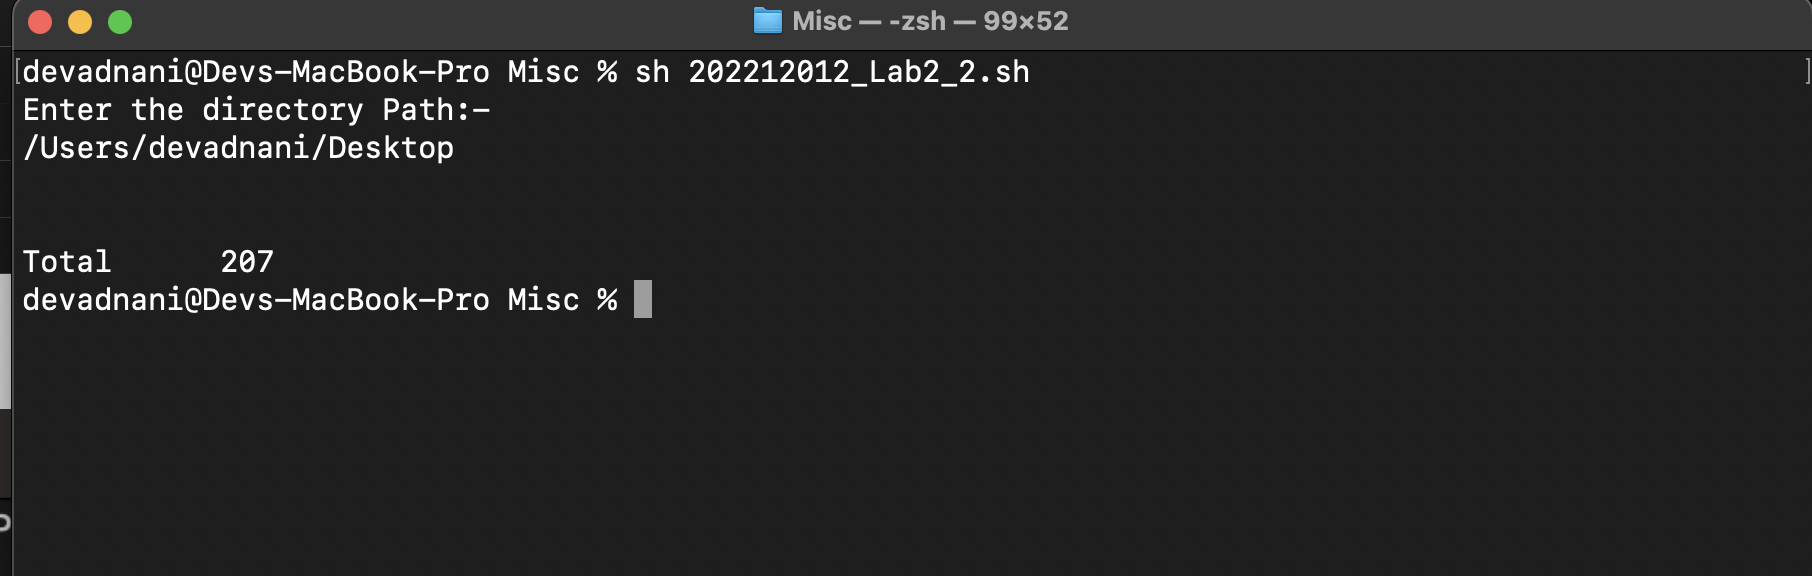 Misc — -zsh — 99×52
devadnani@Devs-MacBook-Pro Misc % sh 202212012_Lab2_2.sh
Enter the directory Path:-
/Users/devadnani/Desktop
Total      207
devadnani@Devs-MacBook-Pro Misc %